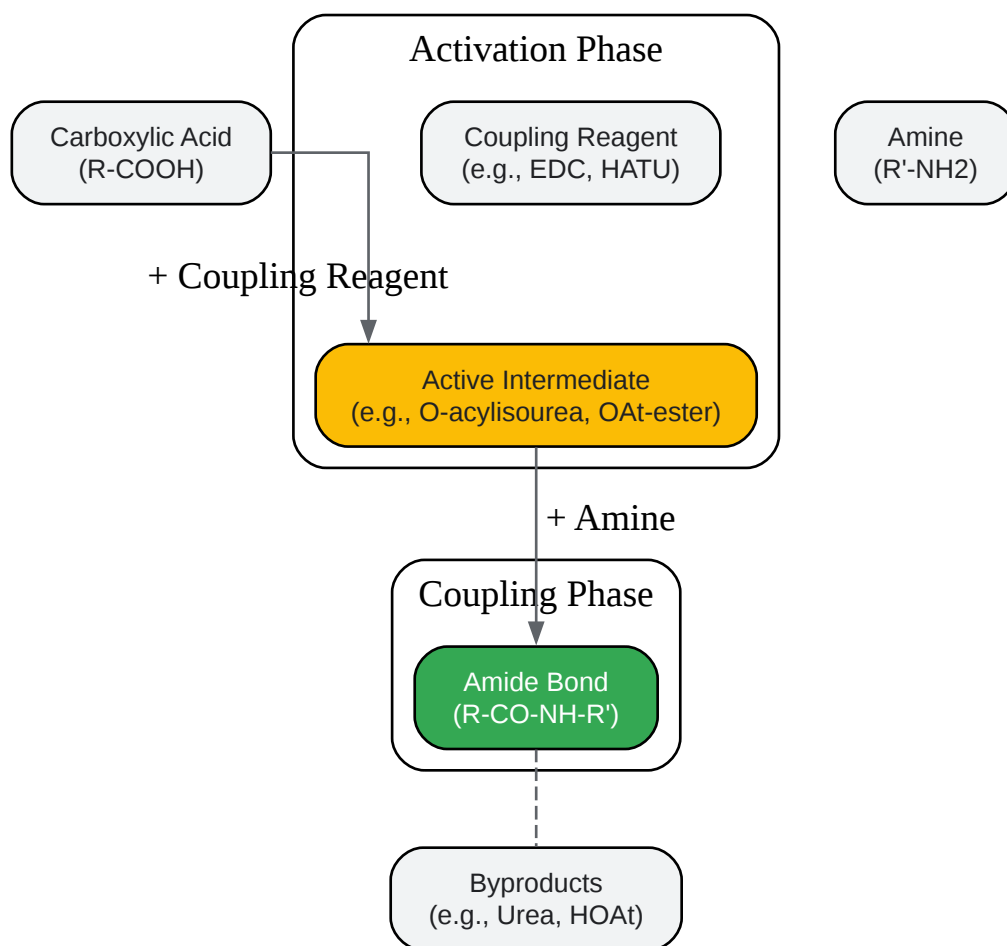 Activation Phase
Carboxylic Acid
(R-COOH)
Coupling Reagent
(e.g., EDC, HATU)
Amine
(R'-NH2)
+ Coupling Reagent
Active Intermediate
(e.g., O-acylisourea, OAt-ester)
+ Amine
Coupling Phase
Amide Bond
(R-CO-NH-R')
Byproducts
(e.g., Urea, HOAt)